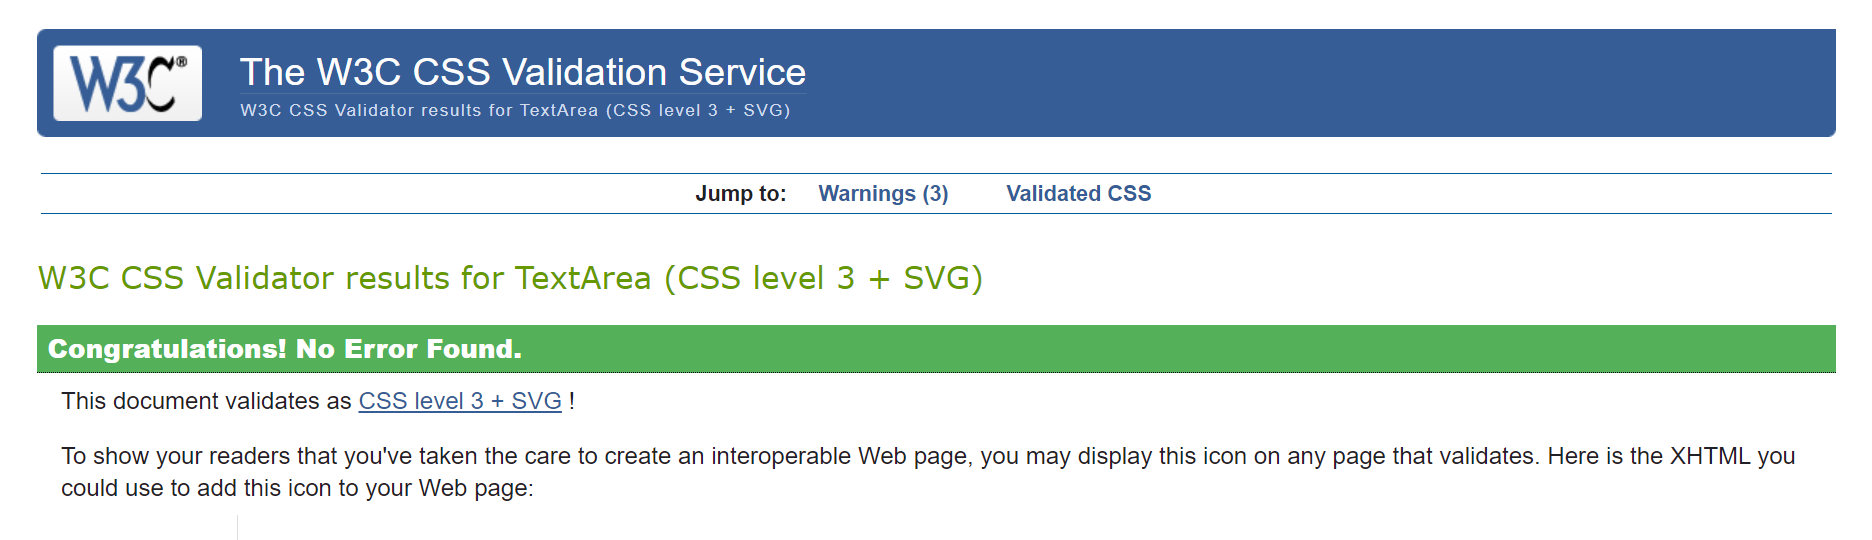 W3C®
The W3C CSS Validation Service
W3C CSS Validator results for TextArea (CSS level 3 + SVG)
Jump to: Warnings (3) Validated CSS
W3C CSS Validator results for TextArea (CSS level 3 + SVG)
Congratulations! No Error Found.
This document validates as CSS level 3 + SVG !
To show your readers that you've taken the care to create an interoperable Web page, you may display this icon on any page that validates. Here is the XHTML you
could use to add this icon to your Web page: